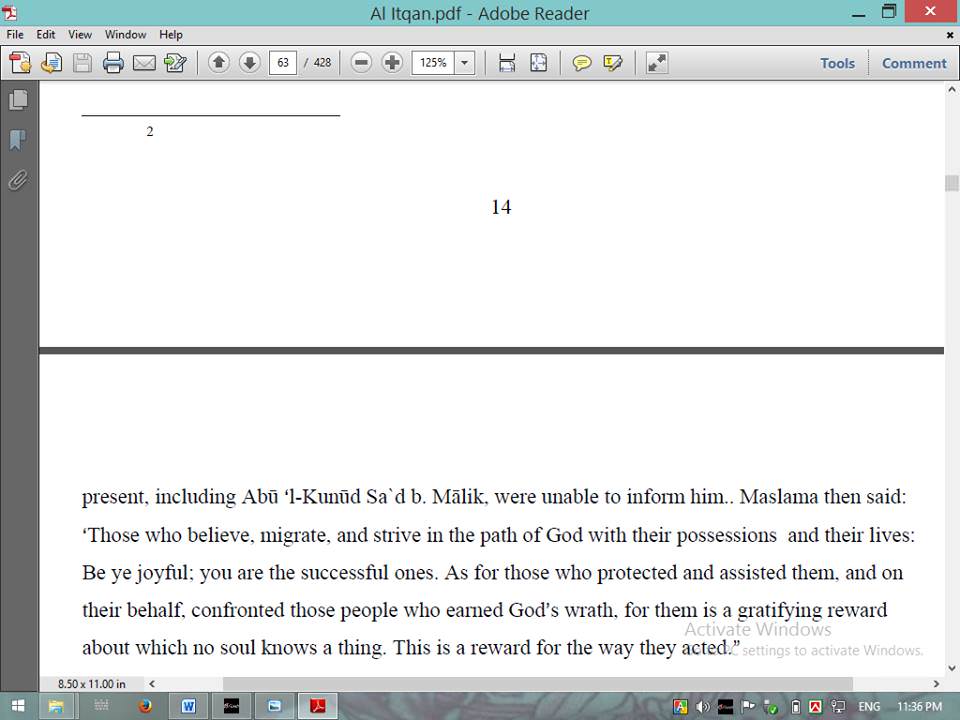 Al Itqan.pdf - Adobe Reader
File Edit View Window Help
63 / 428 125% Tools Comment
2
14
present, including Abū ‘l-Kunūd Sa`d b. Mālik, were unable to inform him.. Maslama then said:
‘Those who believe, migrate, and strive in the path of God with their possessions and their lives:
Be ye joyful; you are the successful ones. As for those who protected and assisted them, and on
their behalf, confronted those people who earned God’s wrath, for them is a gratifying reward
Activate Windows
about which no soul knows a thing. This is a reward for the way they acted.”
Go to PC settings to activate Windows.
8.50 x 11.00 in
ENG 11:36 PM